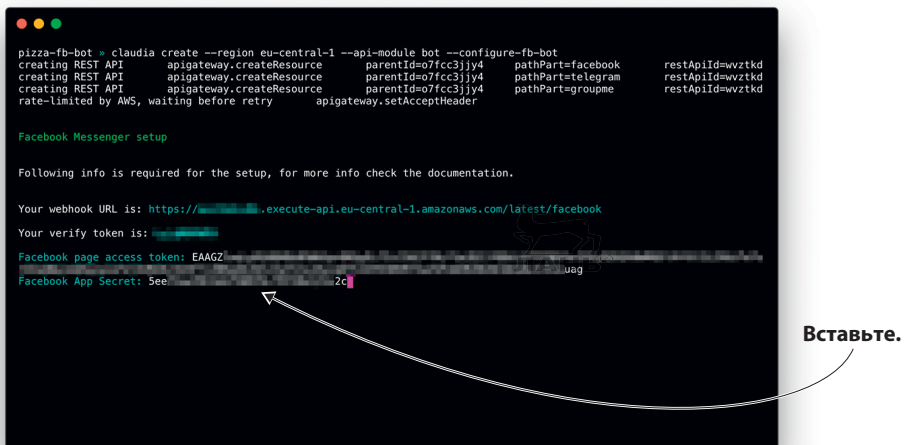 pizza-fb-bot » claudia create --region eu-central-1 --api-module bot --configure-fb-bot
creating REST API apigateway.createResource parentId=o7fcc3jjy4 pathPart=facebook restApiId=wvztkd
creating REST API apigateway.createResource parentId=o7fcc3jjy4 pathPart=telegram restApiId=wvztkd
creating REST API apigateway.createResource parentId=o7fcc3jjy4 pathPart=groupme restApiId=wvztkd
rate-limited by AWS, waiting before retry apigateway.setAcceptHeader
Facebook Messenger setup
Following info is required for the setup, for more info check the documentation.
Your webhook URL is: https:// .execute-api.eu-central-1.amazonaws.com/latest/facebook
Your verify token is:
Facebook page access token: EAAGZ
uag
Facebook App Secret: 5ee 2c
Вставьте.